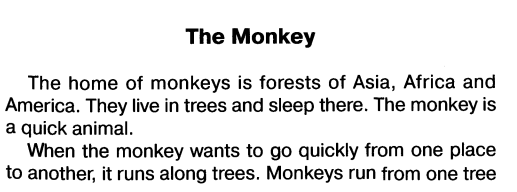 The Monkey
The home of monkeys is forests of Asia, Africa and
America. They live in trees and sleep there. The monkey is
a quick animal.
When the monkey wants to go quickly from one place
to another, it runs along trees. Monkeys run from one tree